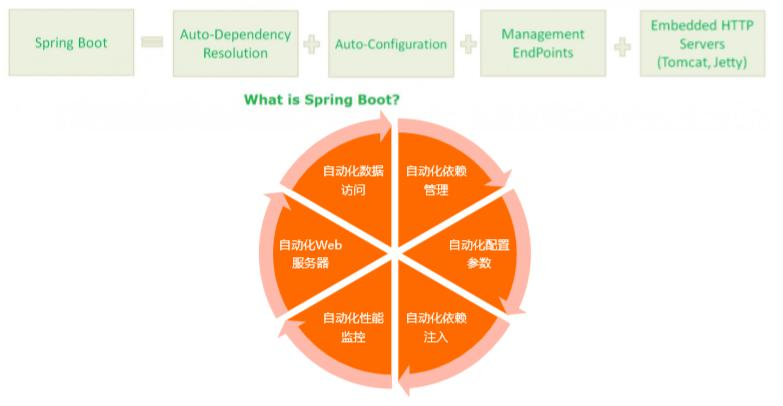 Spring Boot
Auto-Dependency
Resolution
Auto-Configuration
Management
EndPoints
Embedded HTTP
Servers
(Tomcat, Jetty)
What is Spring Boot?
自动化数据
访问
自动化依赖
管理
自动化Web
服务器
自动化配置
参数
自动化性能
监控
自动化依赖
注入